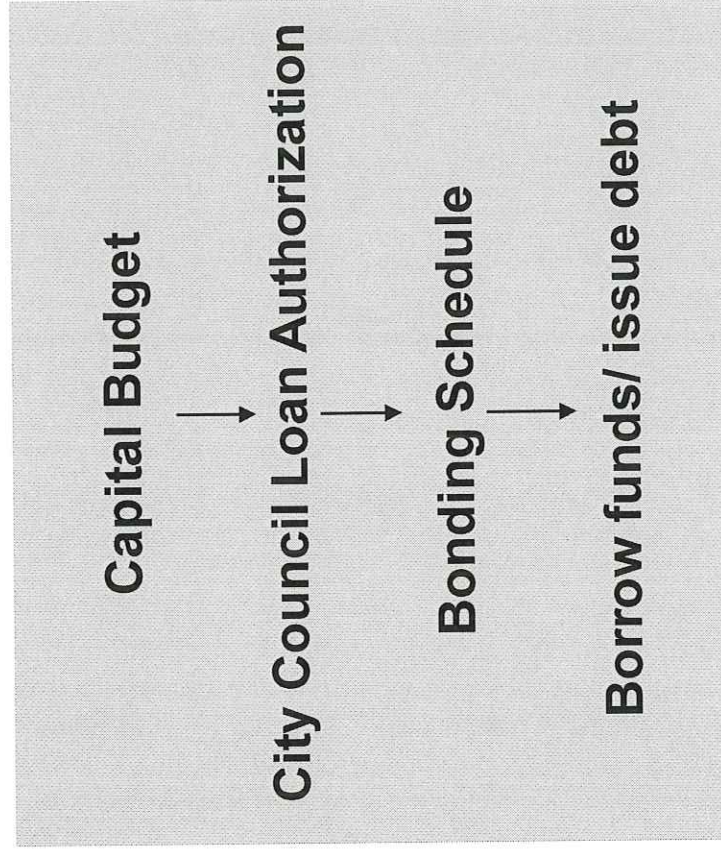 Capital Budget
City Council Loan Authorization
Bonding Schedule
Borrow funds/ issue debt